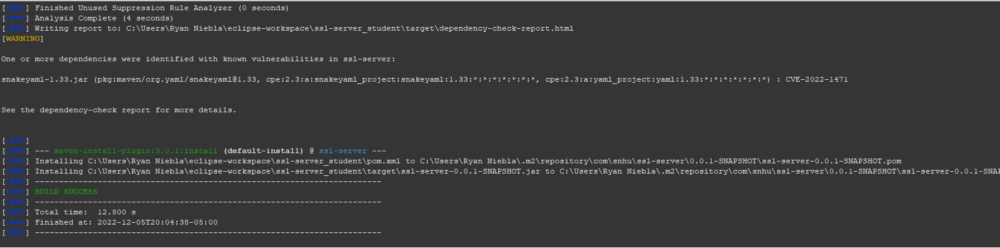 [INFO] Finished Unused Suppression Rule Analyzer (0 seconds)
[INFO] Analysis Complete (4 seconds)
[INFO] Writing report to: C:\Users\Ryan Niebla\eclipse-workspace\ssl-server_student\target\dependency-check-report.html
[WARNING]
One or more dependencies were identified with known vulnerabilities in ssl-server:
snakeyaml-1.33.jar (pkg:maven/org.yaml/snakeyaml@1.33, cpe:2.3:a:snakeyaml_project:snakeyaml:1.33:*:*:*:*:*:*:*, cpe:2.3:a:yaml_project:yaml:1.33:*:*:*:*:*:*:*) : CVE-2022-1471
See the dependency-check report for more details.
[INFO]
[INFO] --- maven-install-plugin:3.0.1:install (default-install) @ ssl-server ---
[INFO] Installing C:\Users\Ryan Niebla\eclipse-workspace\ssl-server_student\pom.xml to C:\Users\Ryan Niebla\.m2\repository\com\snhu\ssl-server\0.0.1-SNAPSHOT\ssl-server-0.0.1-SNAPSHOT.pom
[INFO] Installing C:\Users\Ryan Niebla\eclipse-workspace\ssl-server_student\target\ssl-server-0.0.1-SNAPSHOT.jar to C:\Users\Ryan Niebla\.m2\repository\com\snhu\ssl-server\0.0.1-SNAPSHOT\ssl-server-0.0.1-SNAP
[INFO] ------------------------------------------------------------------------
[INFO] BUILD SUCCESS
[INFO] ------------------------------------------------------------------------
[INFO] Total time:  12.800 s
[INFO] Finished at: 2022-12-05T20:04:38-05:00
[INFO] ------------------------------------------------------------------------